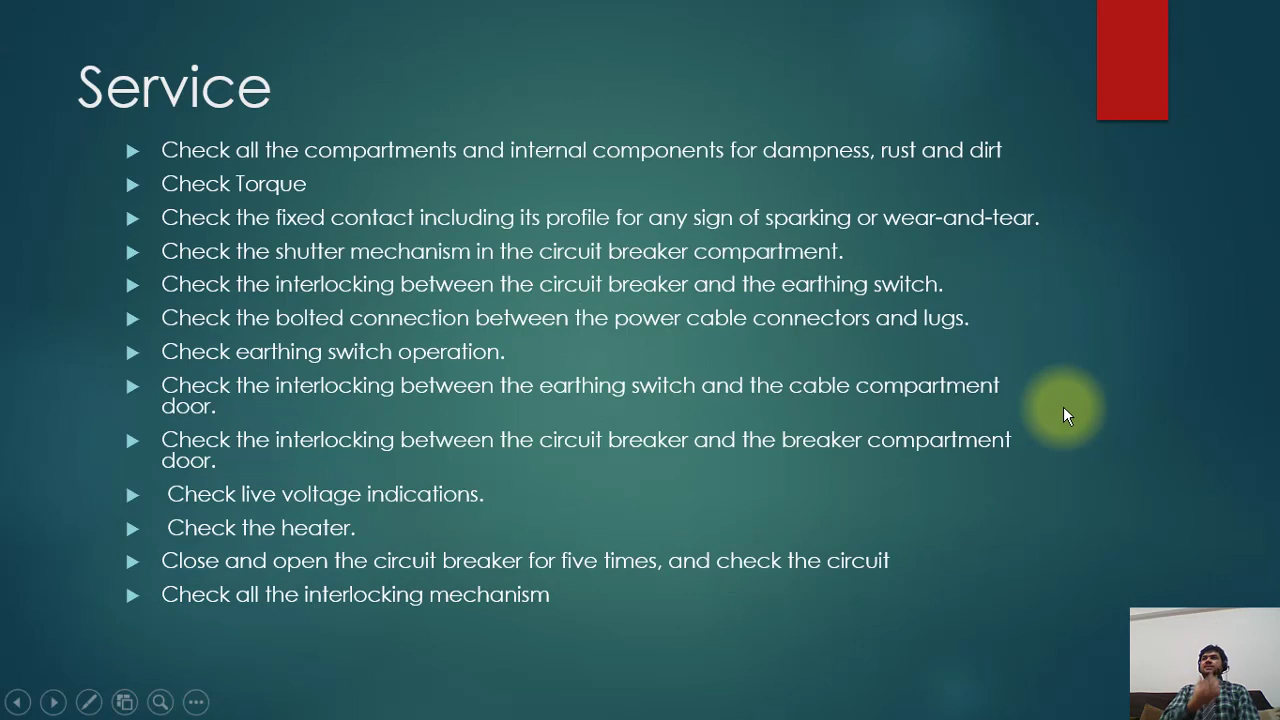 Service
Check all the compartments and internal components for dampness, rust and dirt
Check Torque
Check the fixed contact including its profile for any sign of sparking or wear-and-tear.
Check the shutter mechanism in the circuit breaker compartment.
Check the interlocking between the circuit breaker and the earthing switch.
Check the bolted connection between the power cable connectors and lugs.
Check earthing switch operation.
Check the interlocking between the earthing switch and the cable compartment
door.
Check the interlocking between the circuit breaker and the breaker compartment
door.
Check live voltage indications.
Check the heater.
Close and open the circuit breaker for five times, and check the circuit
Check all the interlocking mechanism